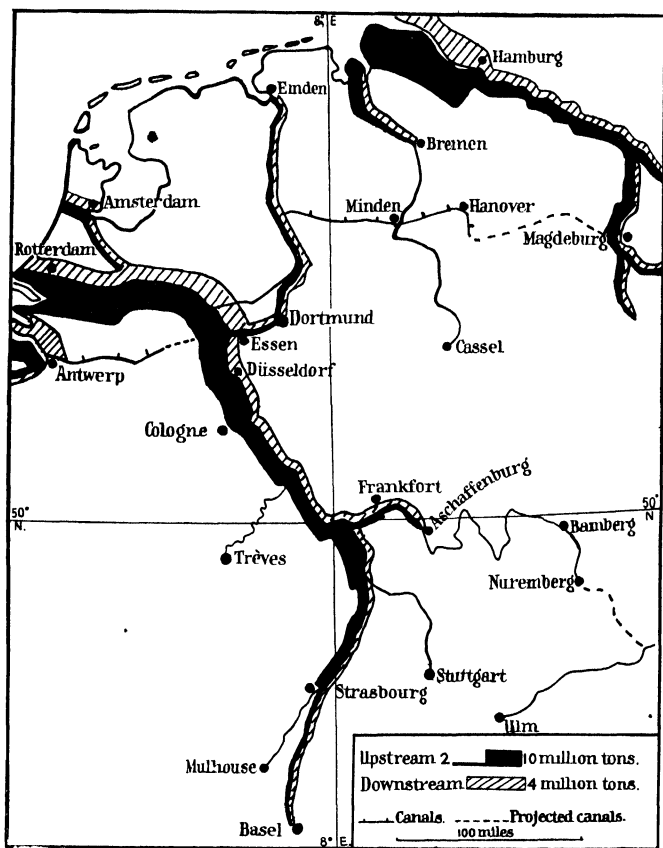 8° E
Hamburg
Emden
Bremen
Amsterdam
Minden
Hanover
Rotterdam
Magdeburg
Dortmund
Essen
Cassel
Düsseldorf
Antwerp
Cologne
Frankfort
Aschaffenburg
50°
N.
50°
N
Bamberg
Trèves
Nuremberg
Stuttgart
Strasbourg
Ulm
Mulhouse
Basel
Upstream 2 10 million tons.
Downstream 4 million tons.
Canals. Projected canals.
100 miles
8° E.